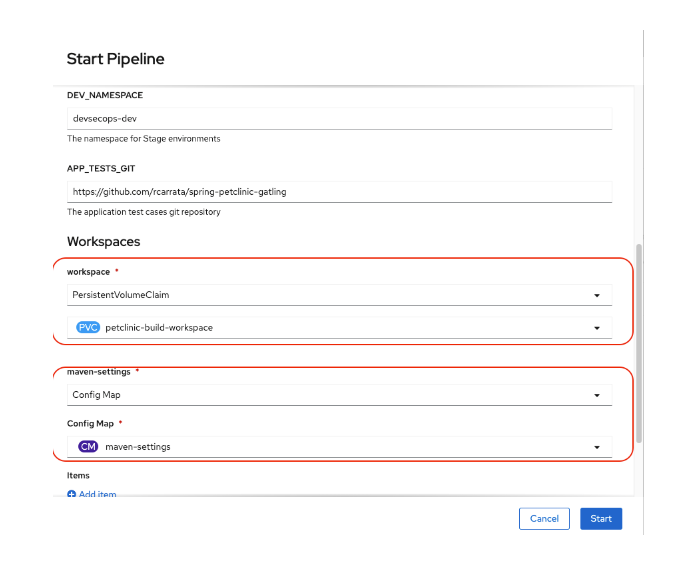 Start Pipeline
DEV_NAMESPACE
devsecops-dev
The namespace for Stage environments
APP_TESTS_GIT
https://github.com/rcarrata/spring-petclinic-gatling
The application test cases git repository
Workspaces
workspace *
PersistentVolumeClaim
PVC petclinic-build-workspace
maven-settings *
Config Map
Config Map *
CM maven-settings
Items
Add item
Cancel Start